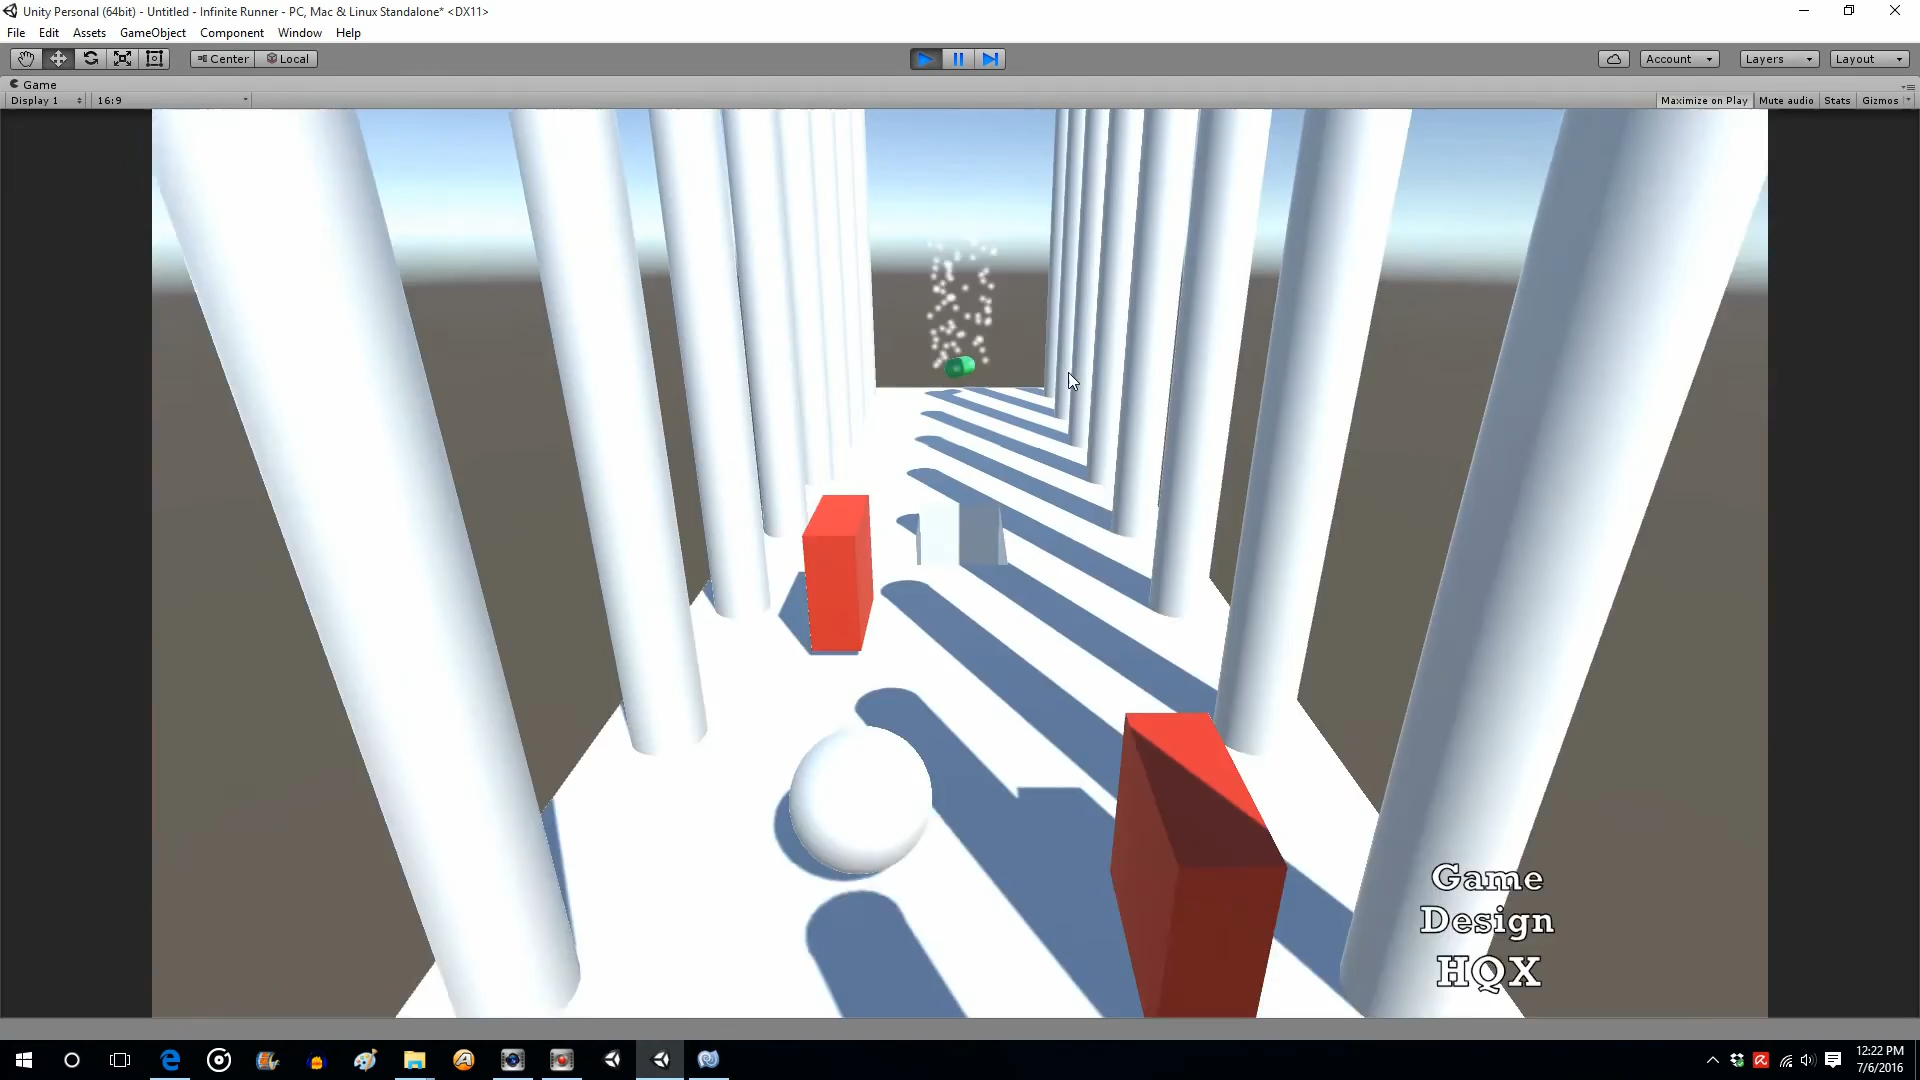 Unity Personal (64bit) - Untitled - Infinite Runner - PC, Mac & Linux Standalone* <DX11>
File Edit Assets GameObject Component Window Help
Center Local Account Layers Layout
Game
Display 1 16:9 Maximize on Play Mute audio Stats Gizmos
Game
Design
HQX
12:22 PM
7/6/2016